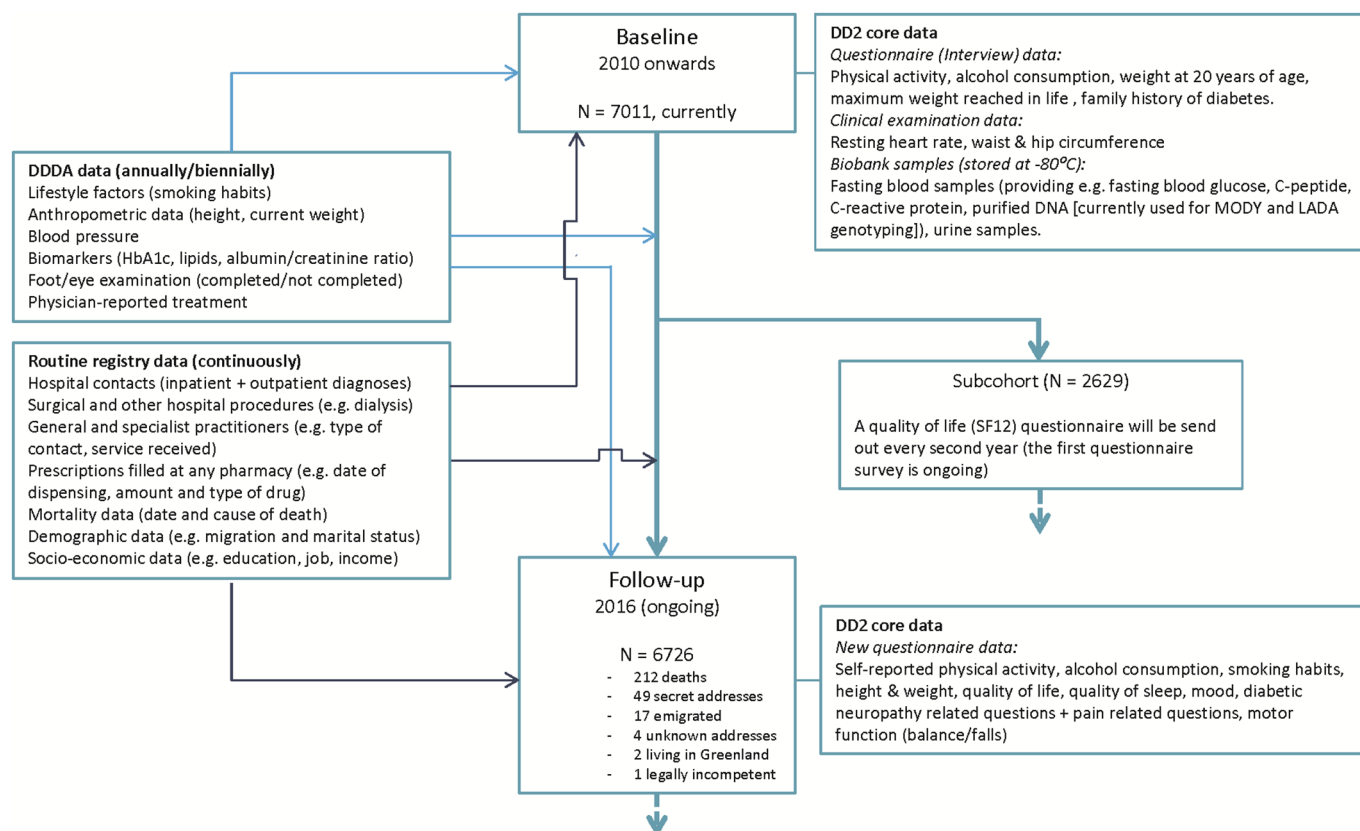 Baseline
2010 onwards
N = 7011, currently
DD2 core data
Questionnaire (Interview) data:
Physical activity, alcohol consumption, weight at 20 years of age,
maximum weight reached in life , family history of diabetes.
Clinical examination data:
Resting heart rate, waist & hip circumference
Biobank samples (stored at -80°C):
Fasting blood samples (providing e.g. fasting blood glucose, C-peptide,
C-reactive protein, purified DNA [currently used for MODY and LADA
genotyping]), urine samples.
DDDA data (annually/biennially)
Lifestyle factors (smoking habits)
Anthropometric data (height, current weight)
Blood pressure
Biomarkers (HbA1c, lipids, albumin/creatinine ratio)
Foot/eye examination (completed/not completed)
Physician-reported treatment
Routine registry data (continuously)
Hospital contacts (inpatient + outpatient diagnoses)
Surgical and other hospital procedures (e.g. dialysis)
General and specialist practitioners (e.g. type of
contact, service received)
Prescriptions filled at any pharmacy (e.g. date of
dispensing, amount and type of drug)
Mortality data (date and cause of death)
Demographic data (e.g. migration and marital status)
Socio-economic data (e.g. education, job, income)
Subcohort (N = 2629)
A quality of life (SF12) questionnaire will be send
out every second year (the first questionnaire
survey is ongoing)
Follow-up
2016 (ongoing)
N = 6726
- 212 deaths
- 49 secret addresses
- 17 emigrated
- 4 unknown addresses
- 2 living in Greenland
- 1 legally incompetent
DD2 core data
New questionnaire data:
Self-reported physical activity, alcohol consumption, smoking habits,
height & weight, quality of life, quality of sleep, mood, diabetic
neuropathy related questions + pain related questions, motor
function (balance/falls)